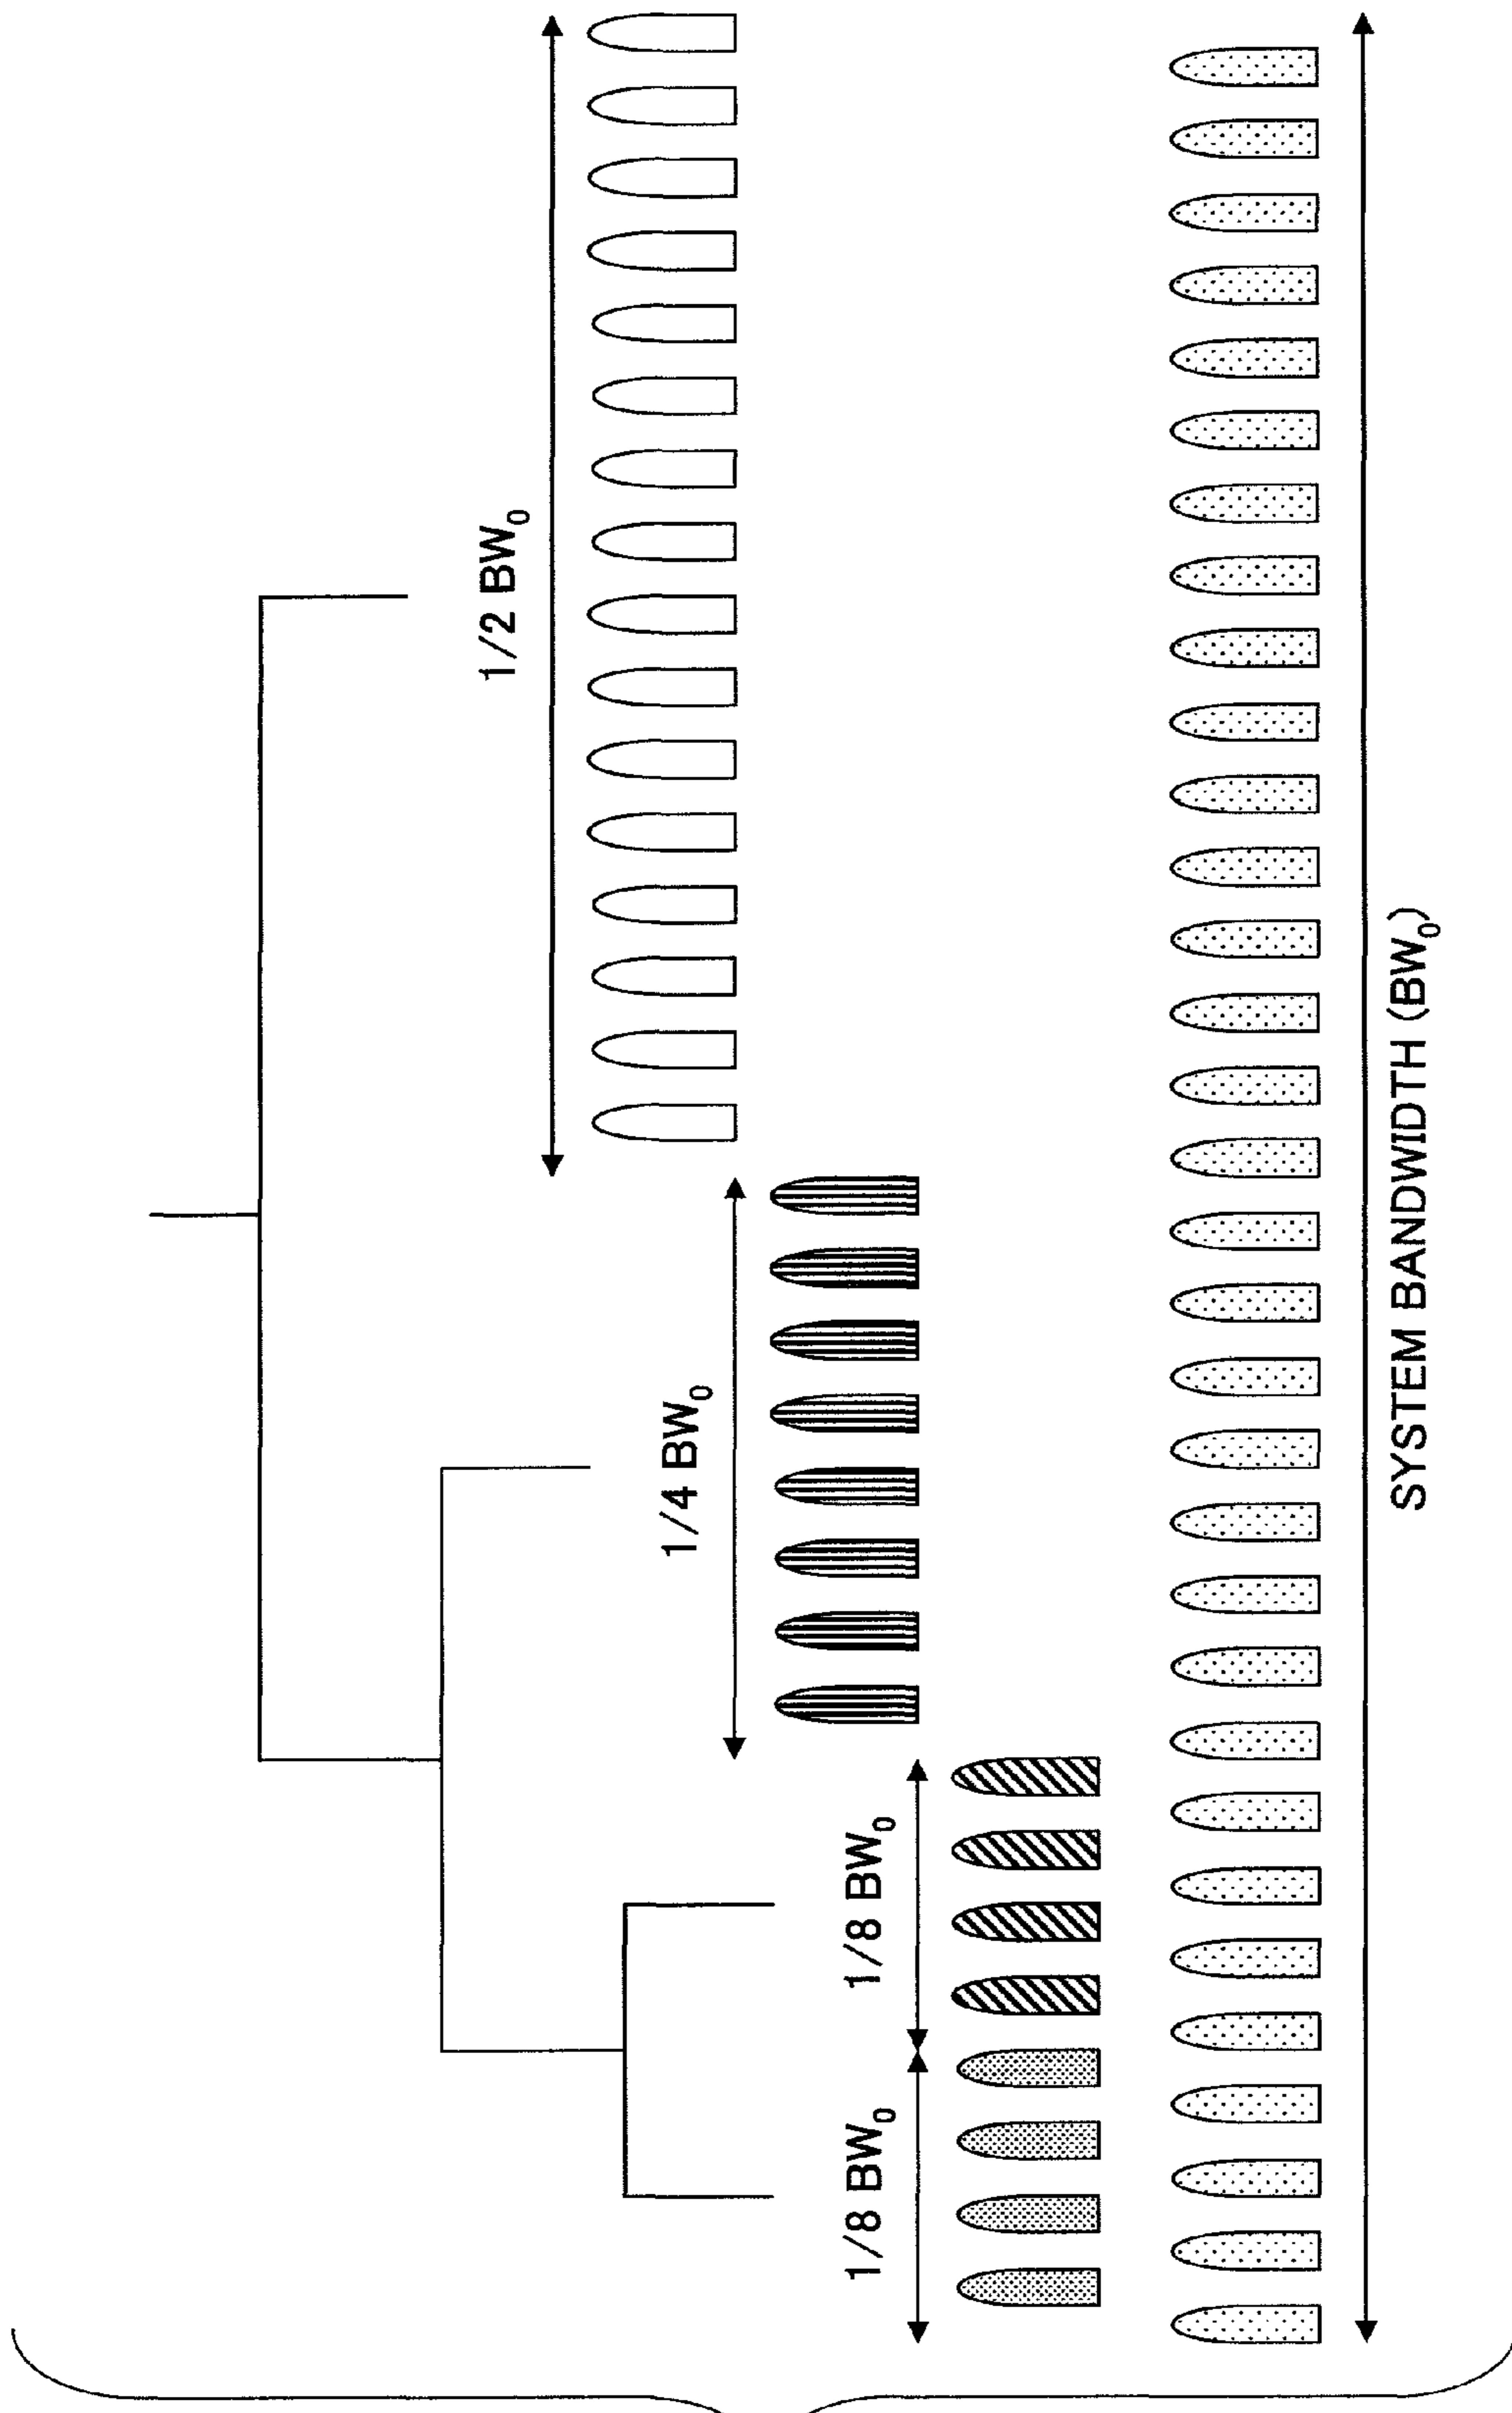 1/2 BW₀
1/4 BW₀
1/8 BW₀
1/8 BW₀
SYSTEM BANDWIDTH (BW₀)